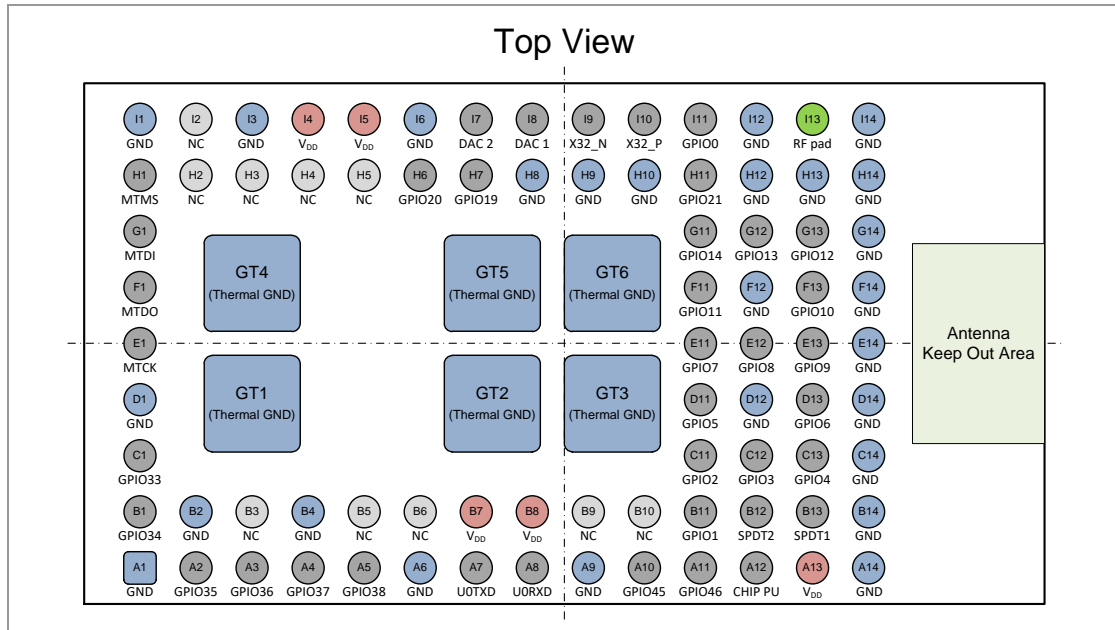 Top View
I1 I2 I3 I4 I5 I6 I7 I8 I9 I10 I11 I12 I13 I14
GND NC GND VDD VDD GND DAC 2 DAC 1 X32_N X32_P GPIO0 GND RF pad GND
H1 H2 H3 H4 H5 H6 H7 H8 H9 H10 H11 H12 H13 H14
MTMS NC NC NC NC GPIO20 GPIO19 GND GND GND GPIO21 GND GND GND
G1 G11 G12 G13 G14
MTDI GPIO14 GPIO13 GPIO12 GND
GT4 GT5 GT6
(Thermal GND) (Thermal GND) (Thermal GND)
F1 F11 F12 F13 F14
MTDO GPIO11 GND GPIO10 GND
Antenna
Keep Out Area
E1 E11 E12 E13 E14
MTCK GPIO7 GPIO8 GPIO9 GND
GT1 GT2 GT3
(Thermal GND) (Thermal GND) (Thermal GND)
D1 D11 D12 D13 D14
GND GPIO5 GND GPIO6 GND
C1 C11 C12 C13 C14
GPIO33 GPIO2 GPIO3 GPIO4 GND
B1 B2 B3 B4 B5 B6 B7 B8 B9 B10 B11 B12 B13 B14
GPIO34 GND NC GND NC NC VDD VDD NC NC GPIO1 SPDT2 SPDT1 GND
A1 A2 A3 A4 A5 A6 A7 A8 A9 A10 A11 A12 A13 A14
GND GPIO35 GPIO36 GPIO37 GPIO38 GND U0TXD U0RXD GND GPIO45 GPIO46 CHIP PU VDD GND